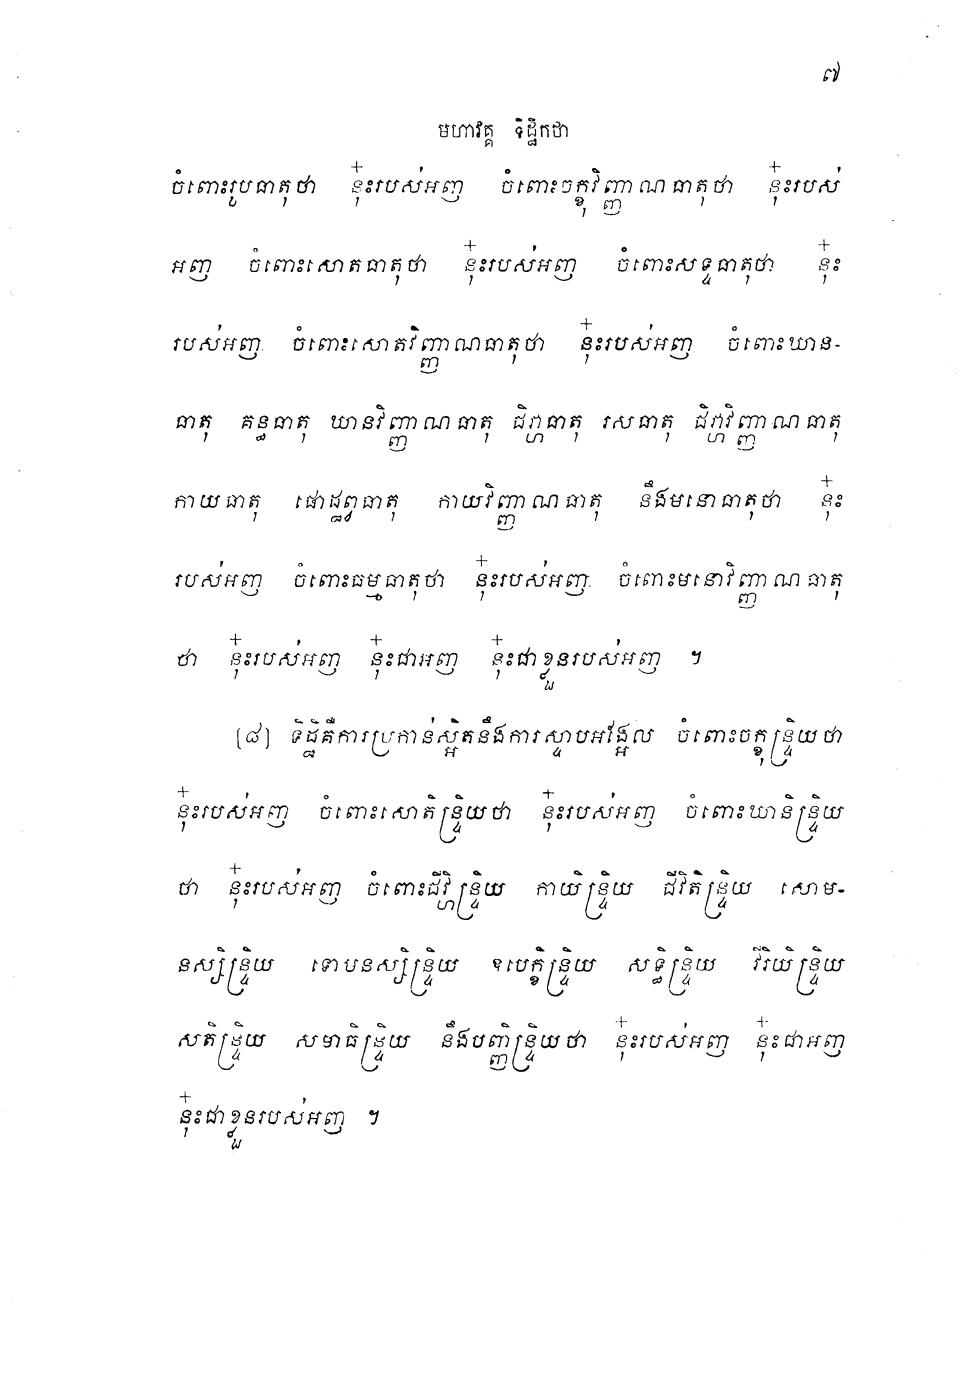 ៧
មហាវគ្គ ទិដ្ឋិកថា
ចំពោះរូបធាតុថា នុ៎ះរបស់អញ ចំពោះចក្ខុវិញ្ញាណធាតុថា នុ៎ះរបស់
អញ ចំពោះសោតធាតុថា នុ៎ះរបស់អញ ចំពោះសទ្ទធាតុថា នុ៎ះ
របស់អញ ចំពោះសោតវិញ្ញាណធាតុថា នុ៎ះរបស់អញ ចំពោះឃាន-
ធាតុ គន្ធធាតុ ឃានវិញ្ញាណធាតុ ជិវ្ហាធាតុ រសធាតុ ជិវ្ហាវិញ្ញាណធាតុ
កាយធាតុ ផោដ្ឋព្វធាតុ កាយវិញ្ញាណធាតុ នឹងមនោធាតុថា នុ៎ះ
របស់អញ ចំពោះធម្មធាតុថា នុ៎ះរបស់អញ ចំពោះមនោវិញ្ញាណធាតុ
ថា នុ៎ះរបស់អញ នុ៎ះជាអញ នុ៎ះជាខ្លួនរបស់អញ ។
[៨] ទិដ្ឋិគឺការប្រកាន់ស្អិតនឹងការស្ទាបអង្អែល ចំពោះចក្ខុន្ទ្រិយថា
នុ៎ះរបស់អញ ចំពោះសោតិន្ទ្រិយថា នុ៎ះរបស់អញ ចំពោះឃានិន្ទ្រិយ
ថា នុ៎ះរបស់អញ ចំពោះជីវ្ហិន្ទ្រិយ កាយិន្ទ្រិយ ជីវិតិន្ទ្រិយ សោម-
នស្សិន្ទ្រិយ ទោបនស្សិន្ទ្រិយ ឧបេក្ខិន្ទ្រិយ សទ្ធិន្ទ្រិយ វីរិយិន្ទ្រិយ
សតិន្ទ្រិយ សមាធិន្ទ្រិយ នឹងបញ្ញិន្ទ្រិយថា នុ៎ះរបស់អញ នុ៎ះជាអញ
នុ៎ះជាខ្លួនរបស់អញ ។